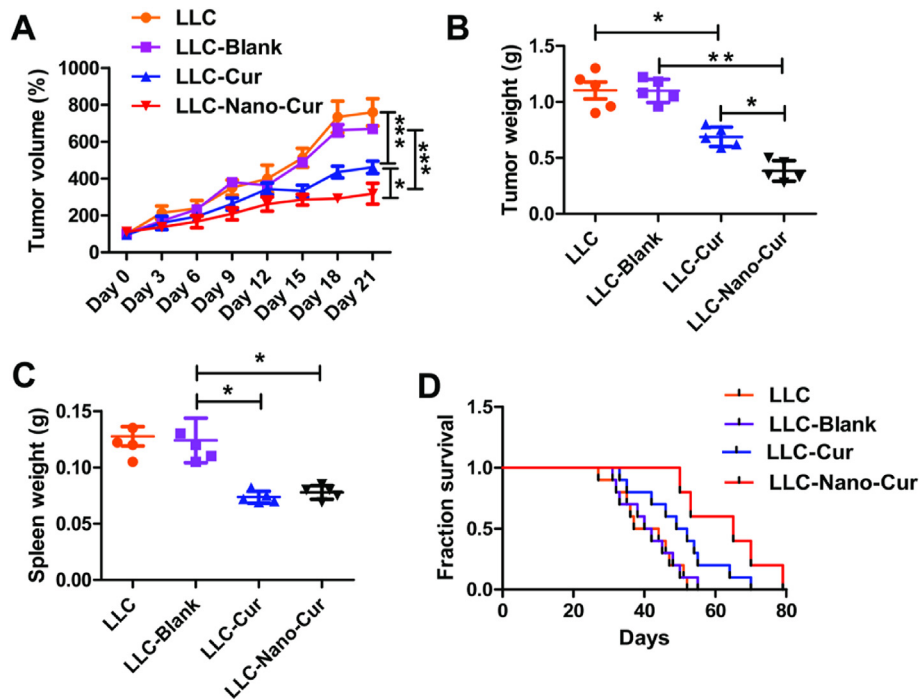 A
LLC
LLC-Blank
LLC-Cur
LLC-Nano-Cur
Tumor volume (%)
1000
800
600
400
200
0
Day 0
Day 3
Day 6
Day 9
Day 12
Day 15
Day 18
Day 21
***
*
***
B
Tumor weight (g)
1.5
1.0
0.5
0.0
*
**
*
LLC
LLC-Blank
LLC-Cur
LLC-Nano-Cur
C
Spleen weight (g)
0.15
0.10
0.05
0.00
*
*
LLC
LLC-Blank
LLC-Cur
LLC-Nano-Cur
D
LLC
LLC-Blank
LLC-Cur
LLC-Nano-Cur
Fraction survival
1.5
1.0
0.5
0.0
0
20
40
60
80
Days